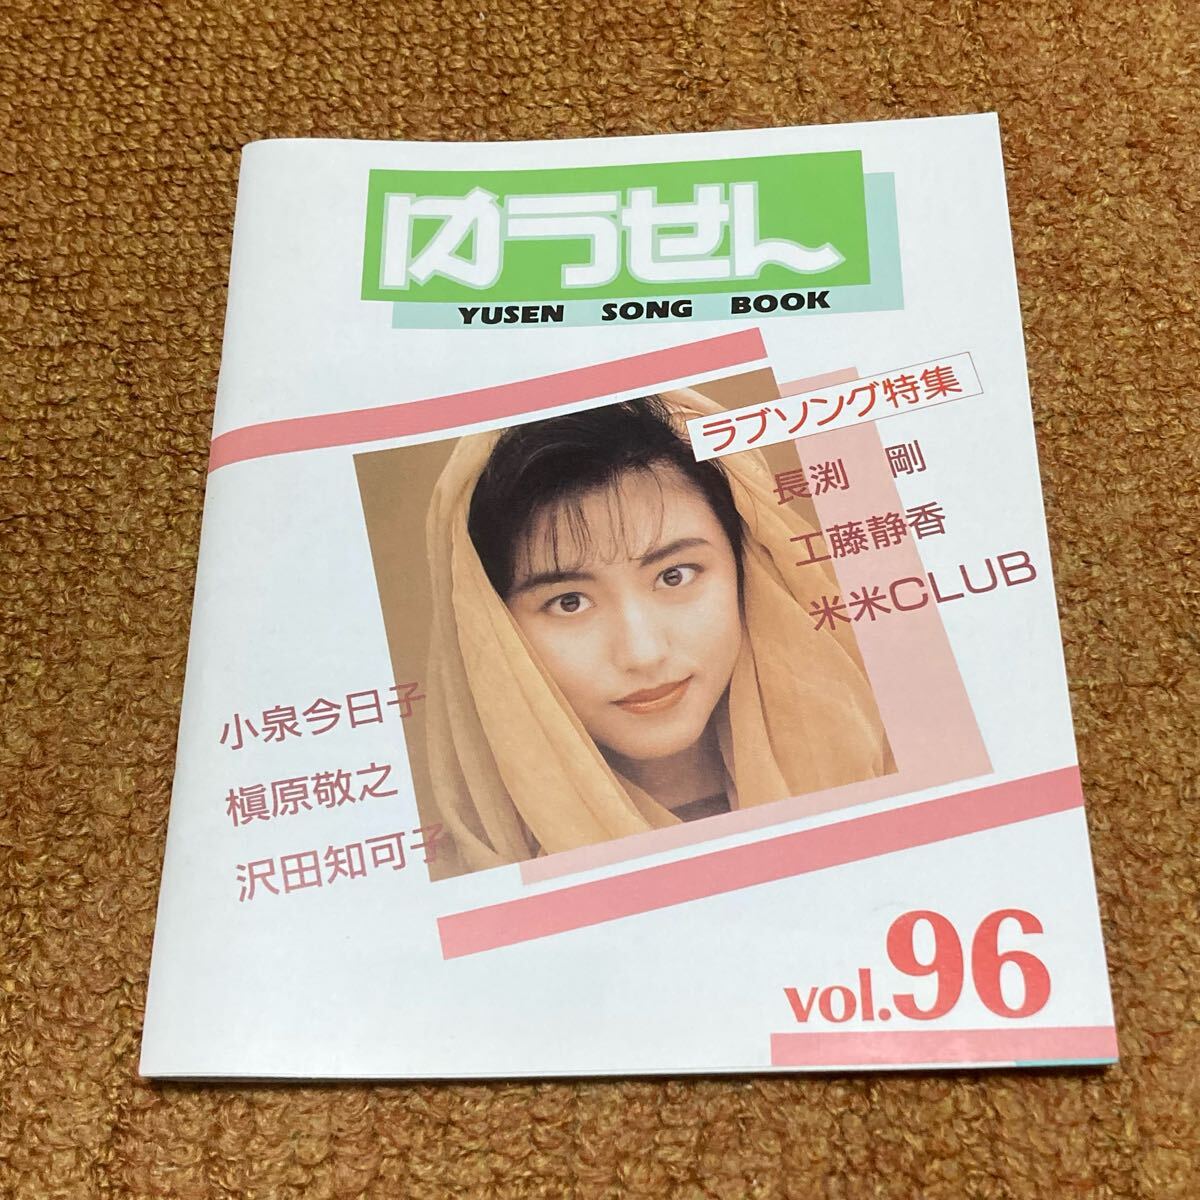 ゆうせん
YUSEN SONG BOOK
ラブソング特集
長渕 剛
工藤静香
米米CLUB
小泉今日子
槇原敬之
沢田知可子
vol.96